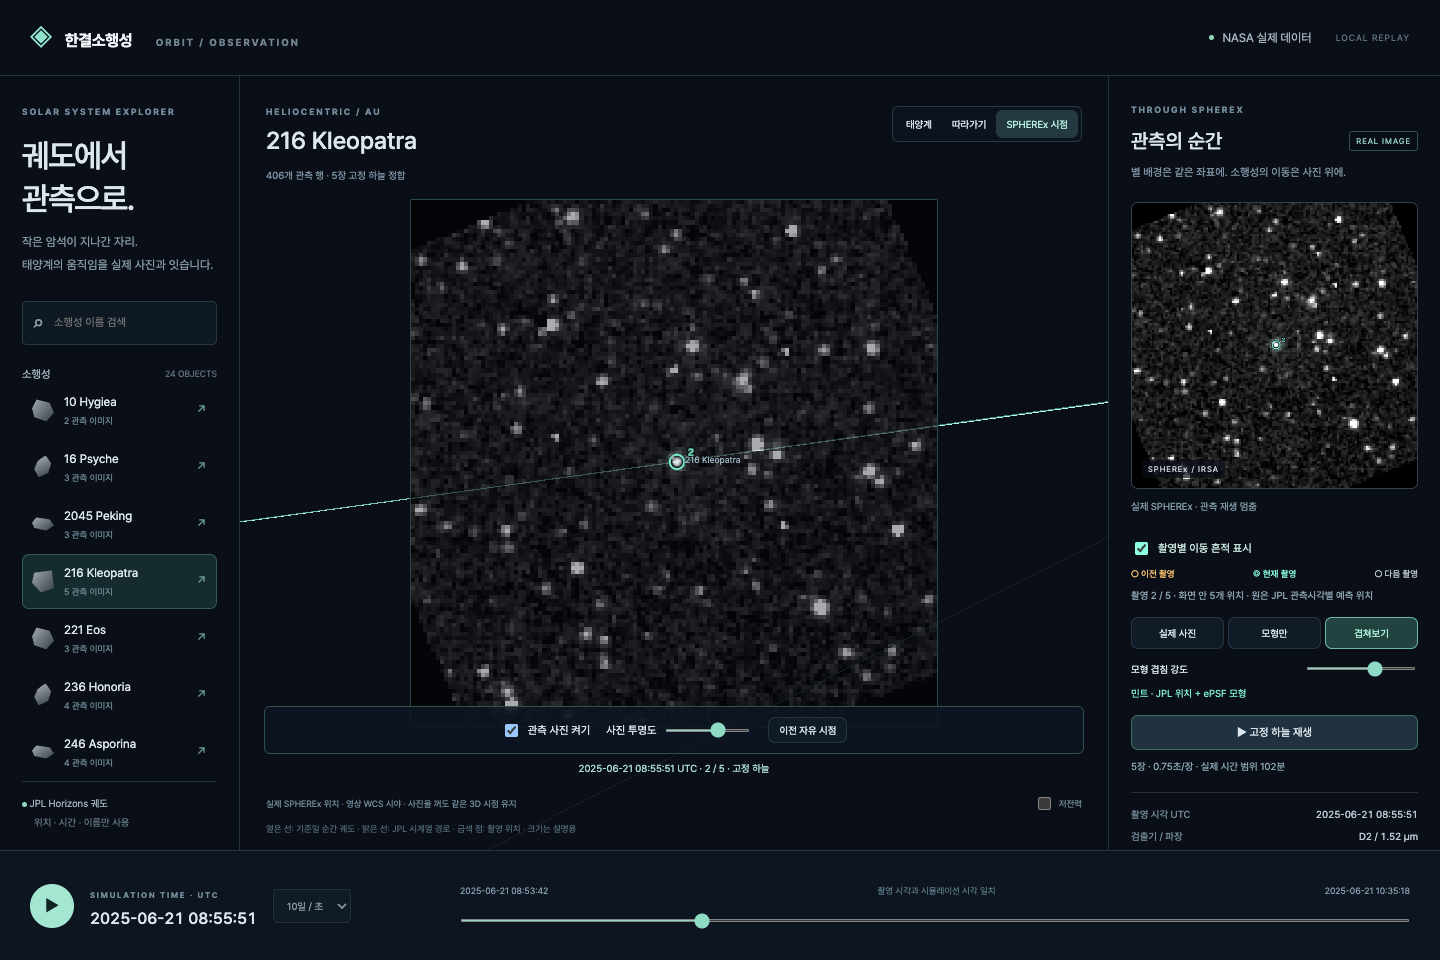 한결소행성
ORBIT / OBSERVATION
NASA 실제 데이터
LOCAL REPLAY
SOLAR SYSTEM EXPLORER
궤도에서
관측으로.
작은 암석이 지나간 자리.
태양계의 움직임을 실제 사진과 잇습니다.
소행성 이름 검색
소행성
24 OBJECTS
10 Hygiea
2 관측 이미지
16 Psyche
3 관측 이미지
2045 Peking
3 관측 이미지
216 Kleopatra
5 관측 이미지
221 Eos
3 관측 이미지
236 Honoria
4 관측 이미지
246 Asporina
4 관측 이미지
JPL Horizons 궤도
위치 · 시간 · 이름만 사용
HELIOCENTRIC / AU
216 Kleopatra
406개 관측 행 · 5장 고정 하늘 정합
태양계
따라가기
SPHEREx 시점
2
216 Kleopatra
관측 사진 켜기
사진 투명도
이전 자유 시점
2025-06-21 08:55:51 UTC · 2 / 5 · 고정 하늘
실제 SPHEREx 위치 · 영상 WCS 시야 · 사진을 꺼도 같은 3D 시점 유지
저전력
옅은 선: 기준일 순간 궤도 · 밝은 선: JPL 시계열 경로 · 금색 점: 촬영 위치 · 크기는 설명용
THROUGH SPHEREX
관측의 순간
REAL IMAGE
별 배경은 같은 좌표에. 소행성의 이동은 사진 위에.
2
SPHEREx / IRSA
실제 SPHEREx · 관측 재생 멈춤
촬영별 이동 흔적 표시
이전 촬영
현재 촬영
다음 촬영
촬영 2 / 5 · 화면 안 5개 위치 · 원은 JPL 관측시각별 예측 위치
실제 사진
모형만
겹쳐보기
모형 겹침 강도
민트 · JPL 위치 + ePSF 모형
▶ 고정 하늘 재생
5장 · 0.75초/장 · 실제 시간 범위 102분
촬영 시각 UTC
2025-06-21 08:55:51
검출기 / 파장
D2 / 1.52 µm
SIMULATION TIME · UTC
2025-06-21 08:55:51
10일 / 초
2025-06-21 08:53:42
촬영 시각과 시뮬레이션 시각 일치
2025-06-21 10:35:18